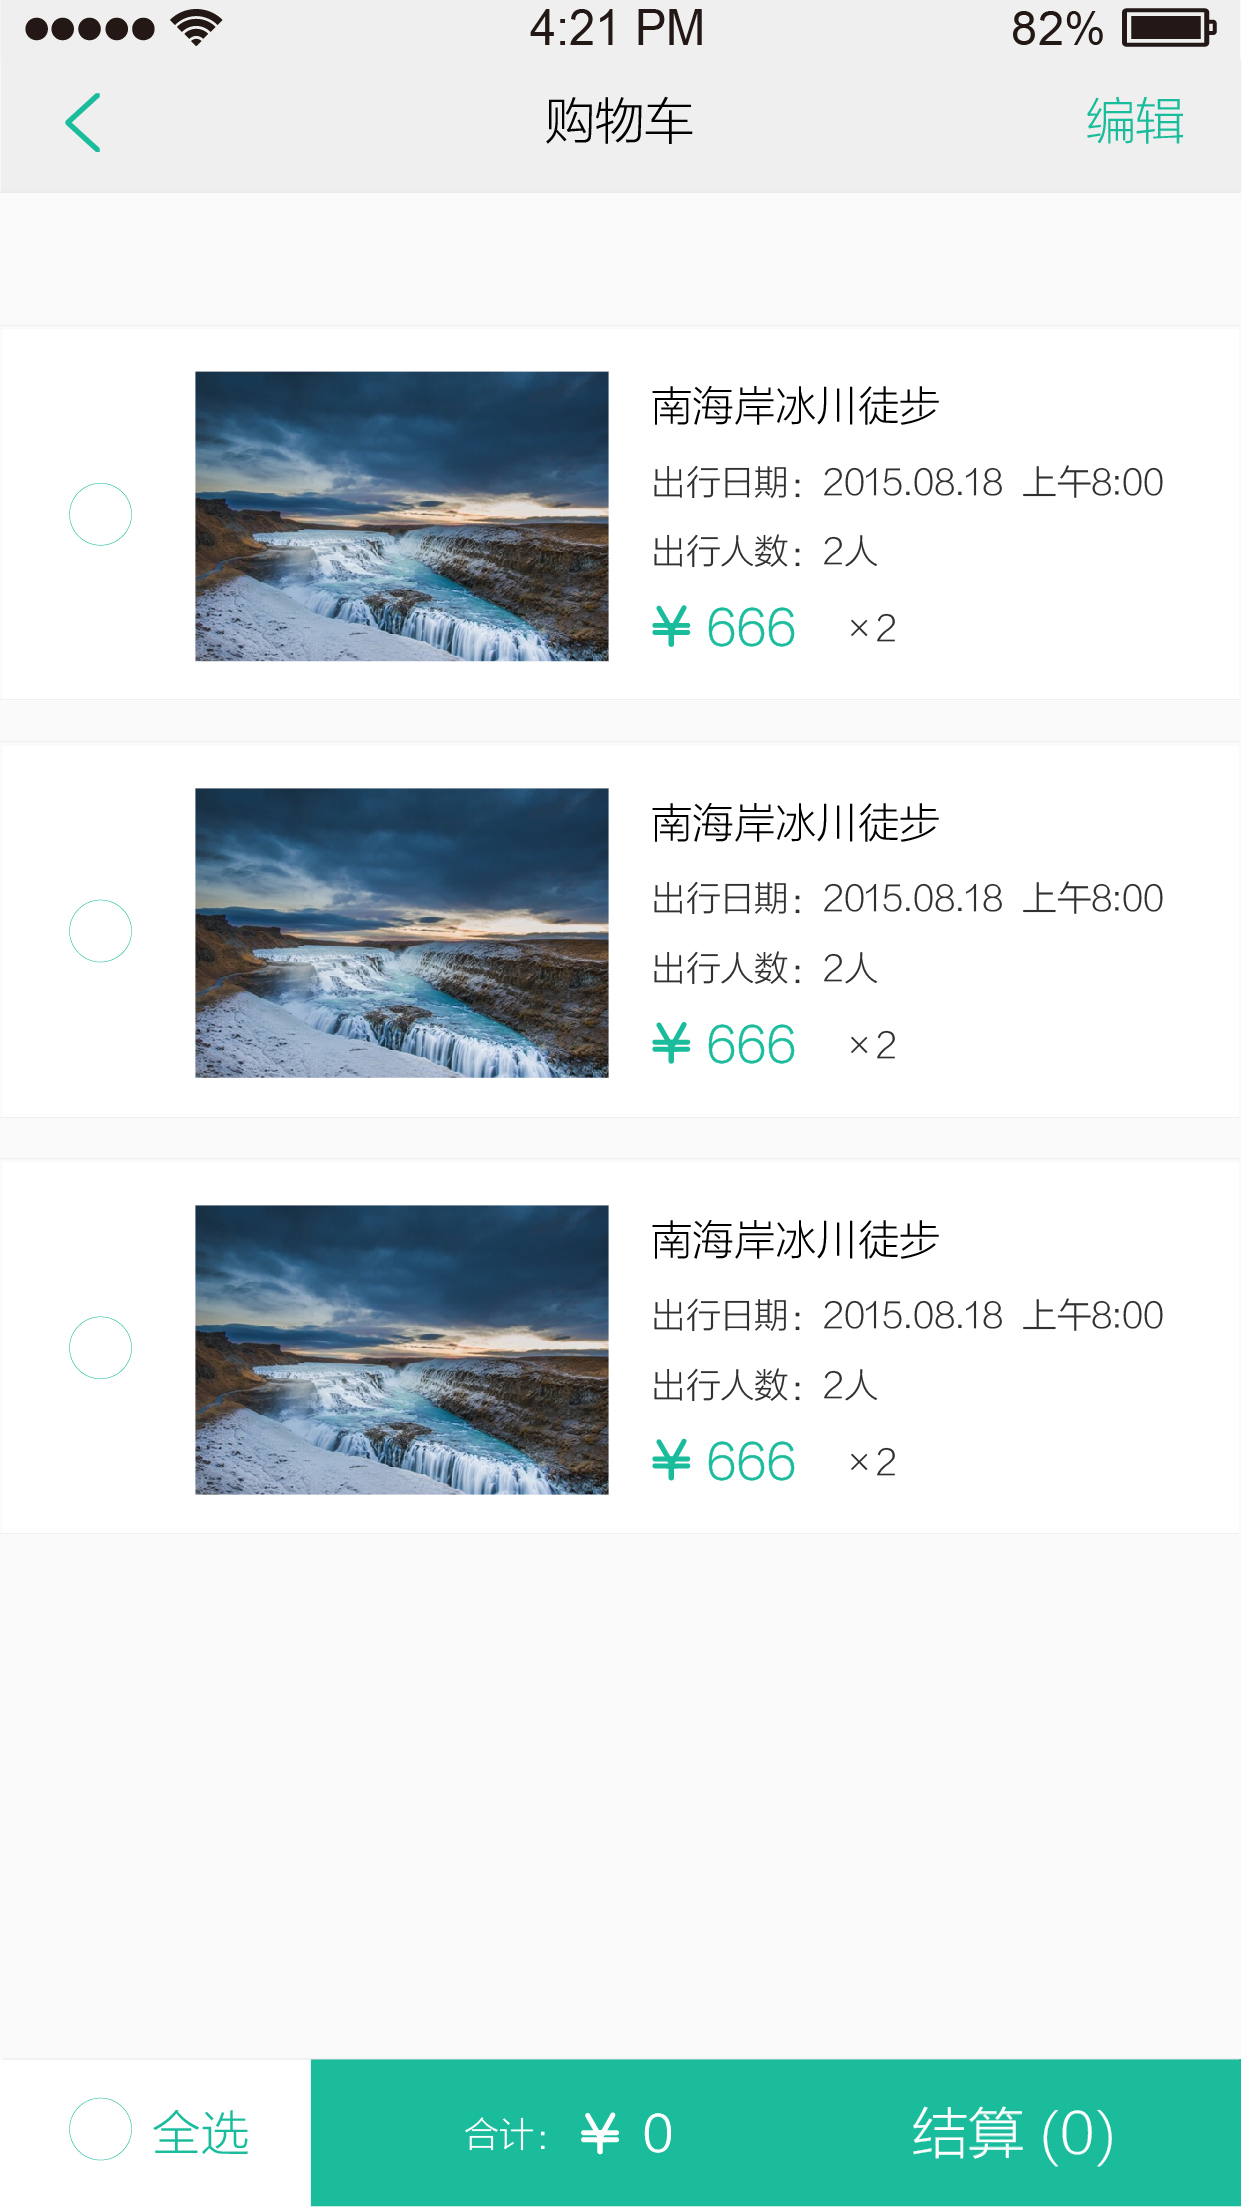 4:21 PM 82%
购物车 编辑
南海岸冰川徒步
出行日期：2015.08.18 上午8:00
出行人数：2人
¥ 666 ×2
南海岸冰川徒步
出行日期：2015.08.18 上午8:00
出行人数：2人
¥ 666 ×2
南海岸冰川徒步
出行日期：2015.08.18 上午8:00
出行人数：2人
¥ 666 ×2
全选 合计：¥ 0 结算 (0)